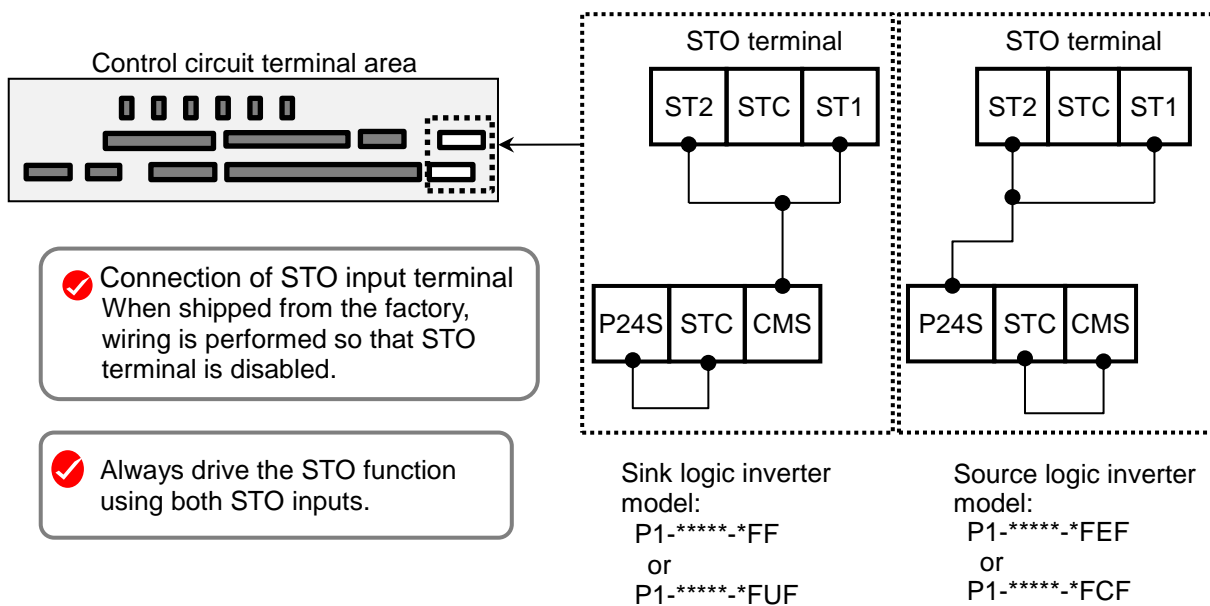 Control circuit terminal area
Connection of STO input terminal
When shipped from the factory,
wiring is performed so that STO
terminal is disabled.
Always drive the STO function
using both STO inputs.
STO terminal
ST2 STC ST1
P24S STC CMS
Sink logic inverter
model:
P1-*****-*FF
or
P1-*****-*FUF
STO terminal
ST2 STC ST1
P24S STC CMS
Source logic inverter
model:
P1-*****-*FEF
or
P1-*****-*FCF